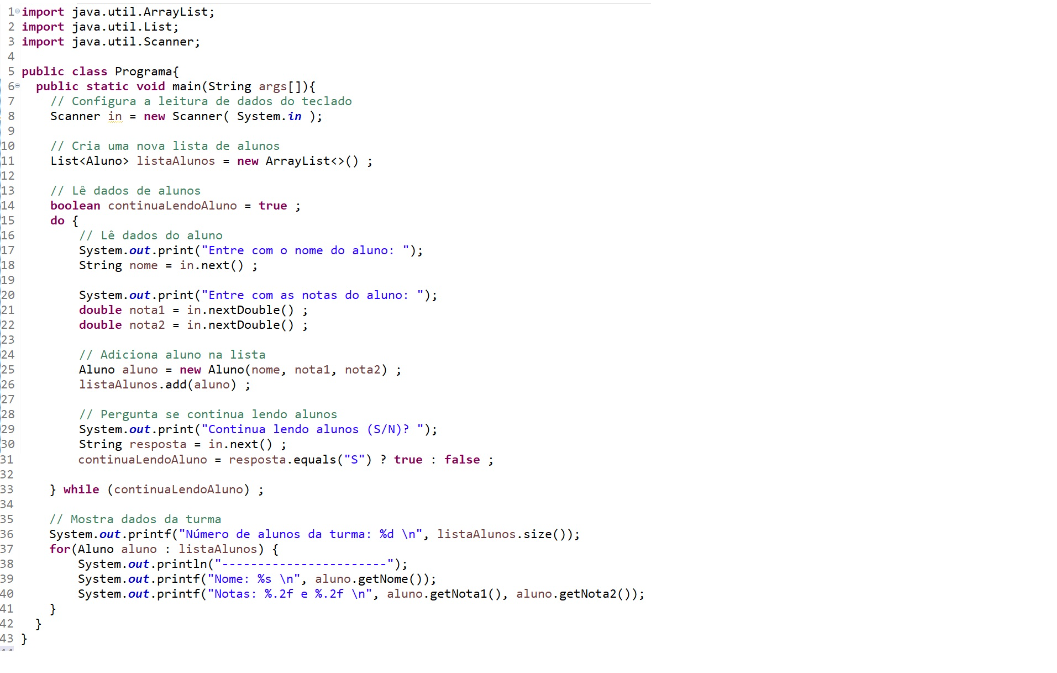 1 import java.util.ArrayList;
2 import java.util.List;
3 import java.util.Scanner;
4
5 public class Programa{
6 public static void main(String args[]){
7 // Configura a leitura de dados do teclado
8 Scanner in = new Scanner( System.in );
9
10 // Cria uma nova lista de alunos
11 List<Aluno> listaAlunos = new ArrayList<>() ;
12
13 // Lê dados de alunos
14 boolean continuaLendoAluno = true ;
15 do {
16 // Lê dados do aluno
17 System.out.print("Entre com o nome do aluno: ");
18 String nome = in.next() ;
19
20 System.out.print("Entre com as notas do aluno: ");
21 double nota1 = in.nextDouble() ;
22 double nota2 = in.nextDouble() ;
23
24 // Adiciona aluno na lista
25 Aluno aluno = new Aluno(nome, nota1, nota2) ;
26 listaAlunos.add(aluno) ;
27
28 // Pergunta se continua lendo alunos
29 System.out.print("Continua lendo alunos (S/N)? ");
30 String resposta = in.next() ;
31 continuaLendoAluno = resposta.equals("S") ? true : false ;
32
33 } while (continuaLendoAluno) ;
34
35 // Mostra dados da turma
36 System.out.printf("Número de alunos da turma: %d \n", listaAlunos.size());
37 for(Aluno aluno : listaAlunos) {
38 System.out.println("-----------------------");
39 System.out.printf("Nome: %s \n", aluno.getNome());
40 System.out.printf("Notas: %.2f e %.2f \n", aluno.getNota1(), aluno.getNota2());
41 }
42 }
43 }